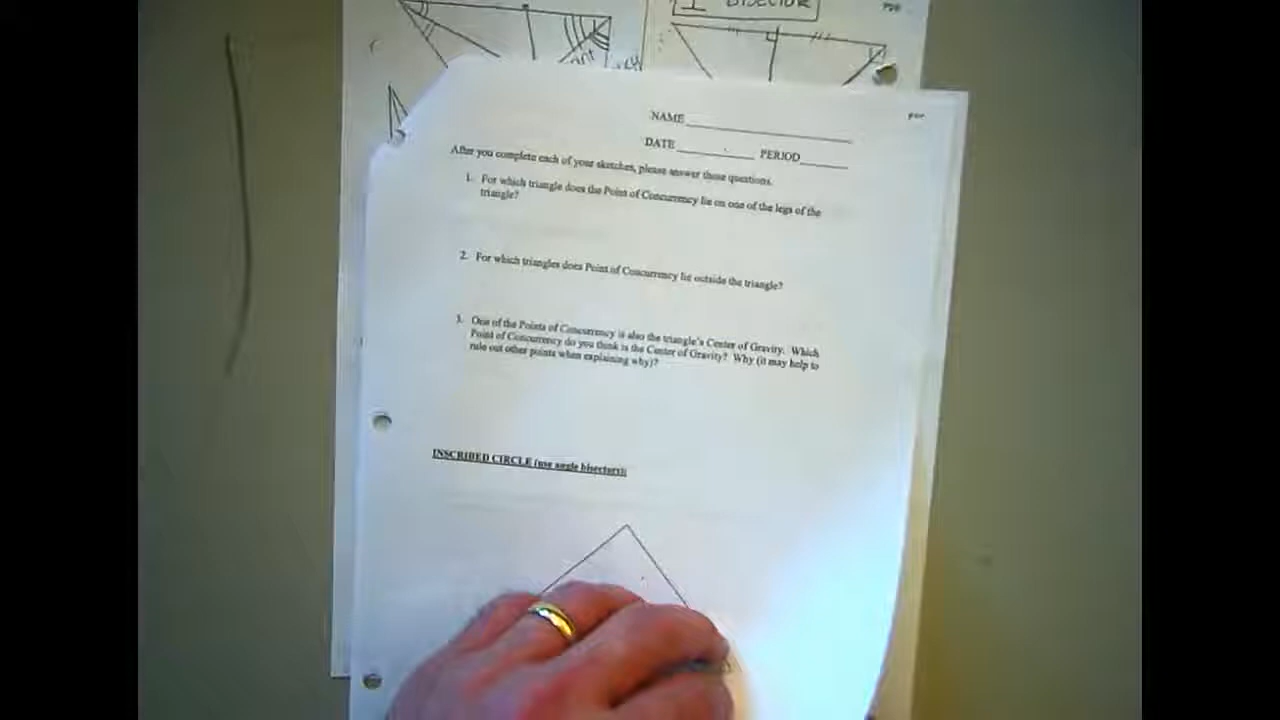 BISECTOR
NAME
DATE PERIOD
After you complete each of your sketches, please answer these questions.
1. For which triangle does the Point of Concurrency lie on one of the legs of the
triangle?
2. For which triangles does Point of Concurrency lie outside the triangle?
3. One of the Points of Concurrency is also the triangle's Center of Gravity. Which
Point of Concurrency do you think is the Center of Gravity? Why (it may help to
rule out other points when explaining why)?
INSCRIBED CIRCLE (use angle bisectors):